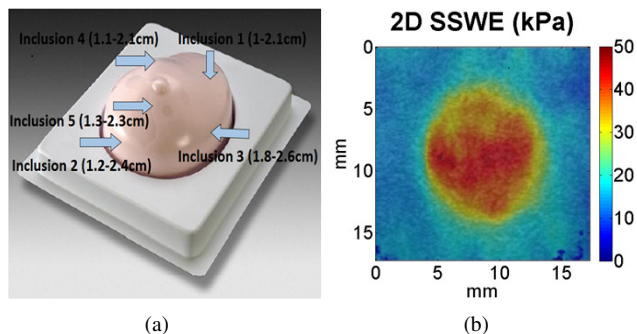 Inclusion 4 (1.1-2.1cm)
Inclusion 1 (1-2.1cm)
Inclusion 5 (1.3-2.3cm)
Inclusion 2 (1.2-2.4cm)
Inclusion 3 (1.8-2.6cm)
(a)
2D SSWE (kPa)
mm
0
5
10
15
0
5
10
15
mm
50
40
30
20
10
0
(b)